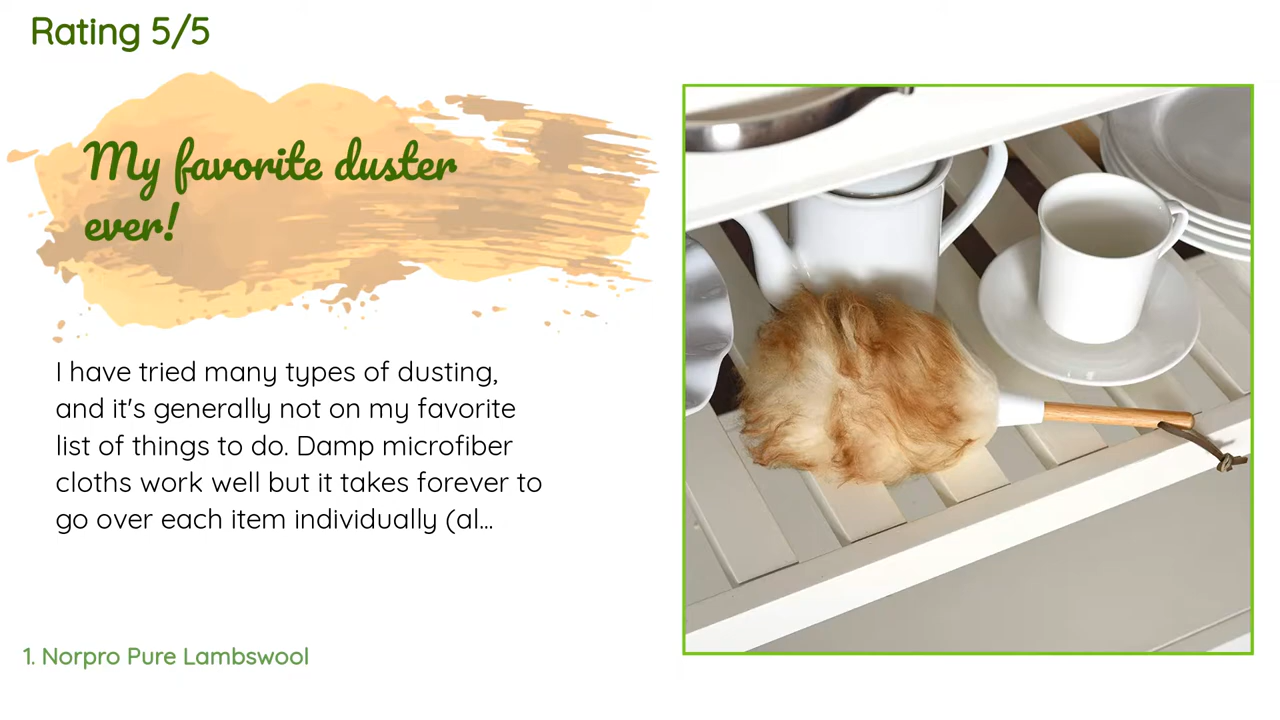 Rating 5/5
My favorite duster
ever!
I have tried many types of dusting,
and it's generally not on my favorite
list of things to do. Damp microfiber
cloths work well but it takes forever to
go over each item individually (al...
1. Norpro Pure Lambswool